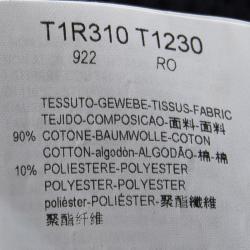 T1R310 T1230
922 RO
TESSUTO-GEWEBE-TISSUS-FABRIC
TEJIDO-COMPOSICAO-面料-面料
90% COTONE-BAUMWOLLE-COTON
COTTON-algodòn-ALGODÃO-棉-棉
10% POLIESTERE-POLYESTER
POLYESTER-POLYESTER
poliéster-POLIÉSTER-聚酯纖維
聚酯纤维